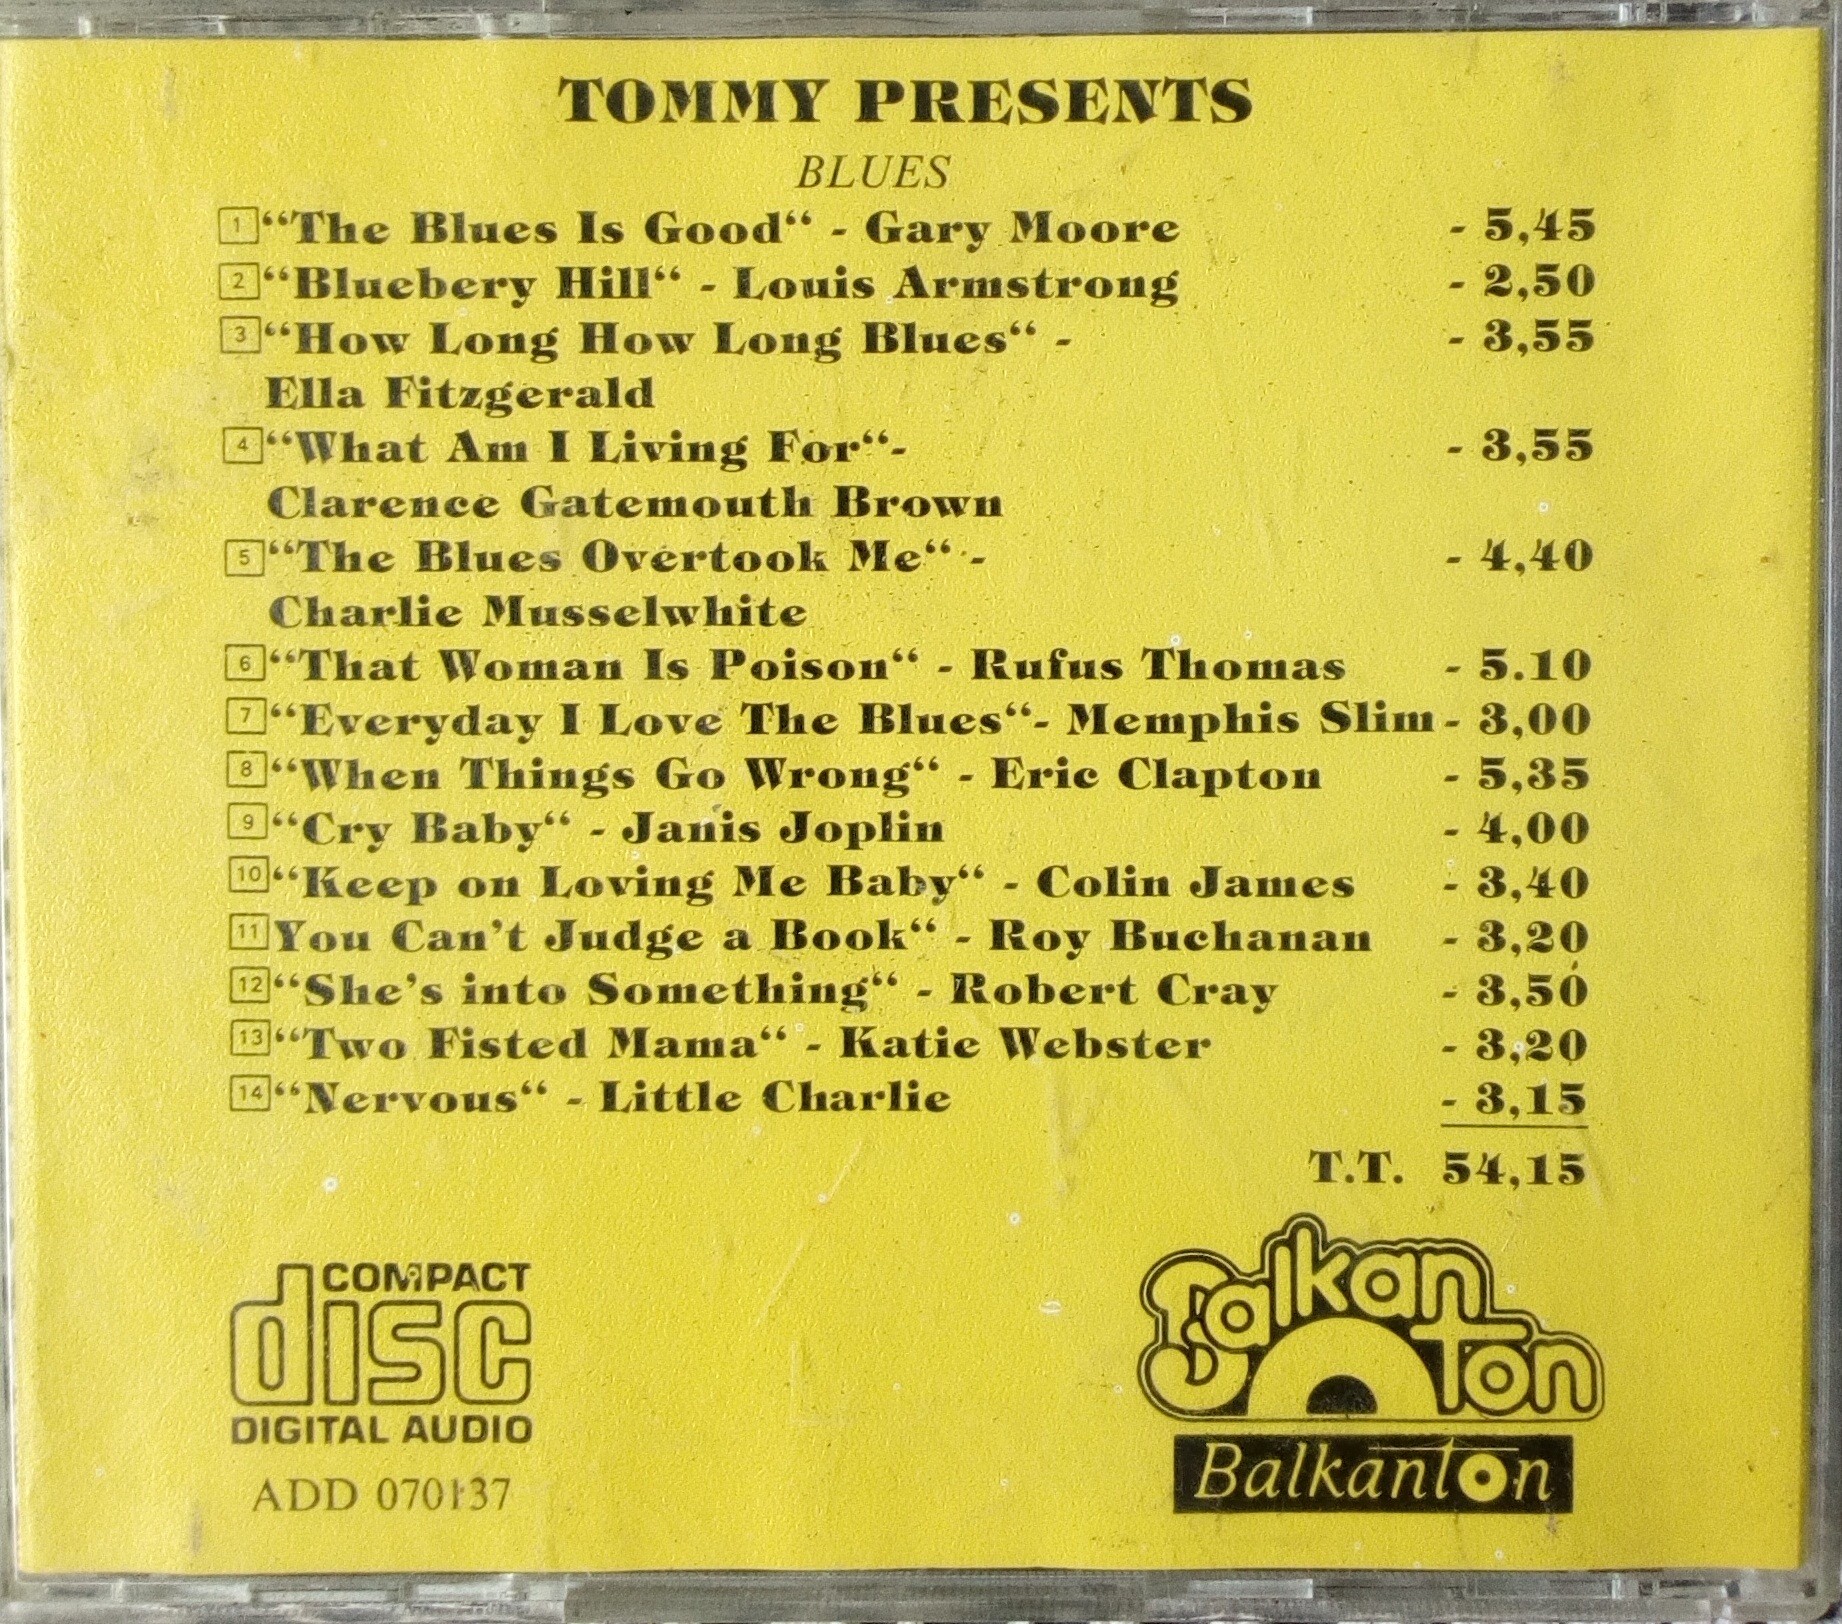 TOMMY PRESENTS
BLUES
1 “The Blues Is Good“ - Gary Moore - 5,45
2 “Bluebery Hill“ - Louis Armstrong - 2,50
3 “How Long How Long Blues“ - - 3,55
Ella Fitzgerald
4 “What Am I Living For“- - 3,55
Clarence Gatemouth Brown
5 “The Blues Overtook Me“ - - 4,40
Charlie Musselwhite
6 “That Woman Is Poison“ - Rufus Thomas - 5.10
7 “Everyday I Love The Blues“- Memphis Slim - 3,00
8 “When Things Go Wrong“ - Eric Clapton - 5,35
9 “Cry Baby“ - Janis Joplin - 4,00
10 “Keep on Loving Me Baby“ - Colin James - 3,40
11 You Can't Judge a Book“ - Roy Buchanan - 3,20
12 “She's into Something“ - Robert Cray - 3,50
13 “Two Fisted Mama“ - Katie Webster - 3,20
14 “Nervous“ - Little Charlie - 3,15
T.T. 54,15
COMPACT
disc
DIGITAL AUDIO
ADD 070137
Balkan
ton
Balkanton